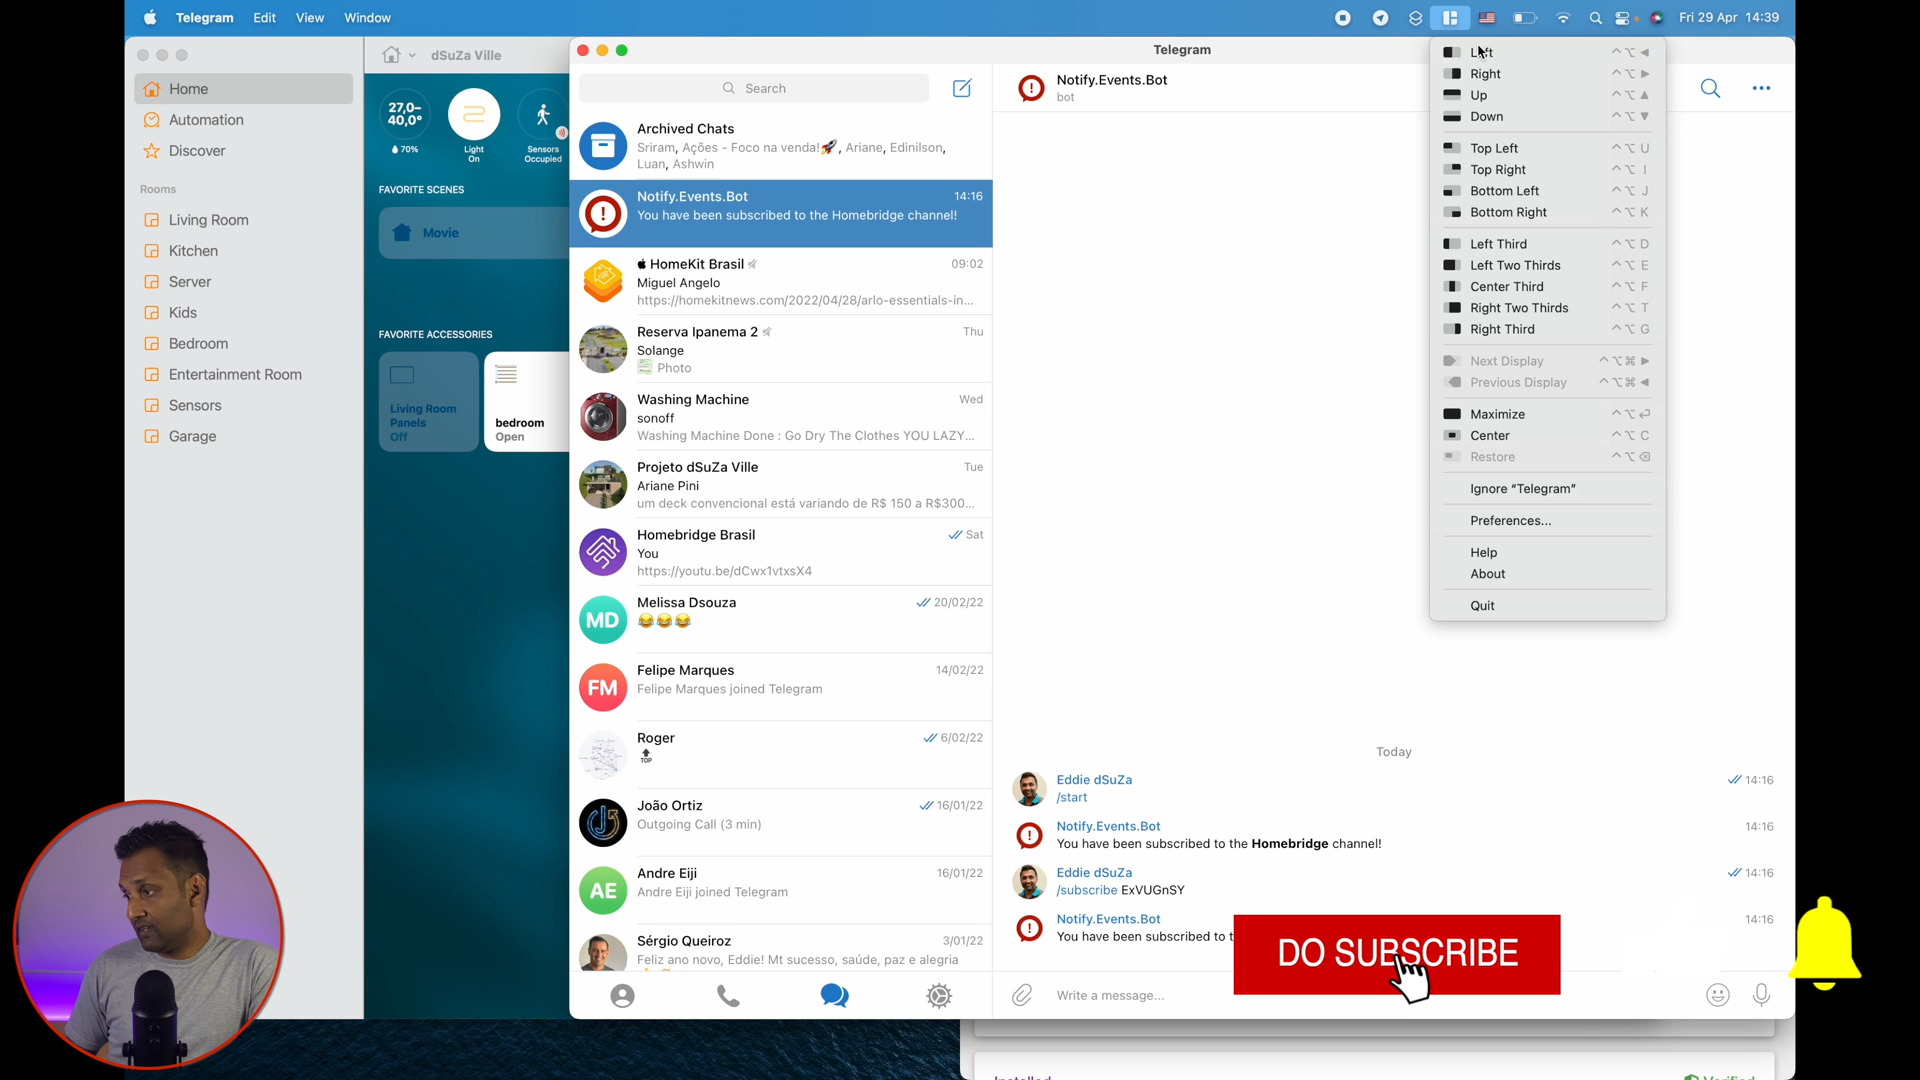 Telegram Edit View Window
Fri 29 Apr 14:39
dSuZa Ville
Home
Automation
Discover
Rooms
Living Room
Kitchen
Server
Kids
Bedroom
Entertainment Room
Sensors
Garage
27,0–
40,0°
70%
Light
On
Sensors
Occupied
FAVORITE SCENES
Movie
FAVORITE ACCESSORIES
Living Room
Panels
Off
bedroom
Open
Telegram
Search
Archived Chats
Sriram, Ações - Foco na venda!🚀, Ariane, Edinilson,
Luan, Ashwin
Notify.Events.Bot 14:16
You have been subscribed to the Homebridge channel!
HomeKit Brasil 09:02
Miguel Angelo
https://homekitnews.com/2022/04/28/arlo-essentials-in...
Reserva Ipanema 2 Thu
Solange
Photo
Washing Machine Wed
sonoff
Washing Machine Done : Go Dry The Clothes YOU LAZY...
Projeto dSuZa Ville Tue
Ariane Pini
um deck convencional está variando de R$ 150 a R$300...
Homebridge Brasil Sat
You
https://youtu.be/dCwx1vtxsX4
MD
Melissa Dsouza 20/02/22
😂😂😂
FM
Felipe Marques 14/02/22
Felipe Marques joined Telegram
Roger 6/02/22
TOP
João Ortiz 16/01/22
Outgoing Call (3 min)
AE
Andre Eiji 16/01/22
Andre Eiji joined Telegram
Sérgio Queiroz 3/01/22
Feliz ano novo, Eddie! Mt sucesso, saúde, paz e alegria
Notify.Events.Bot
bot
Today
Eddie dSuZa 14:16
/start
Notify.Events.Bot 14:16
You have been subscribed to the Homebridge channel!
Eddie dSuZa 14:16
/subscribe ExVUGnSY
Notify.Events.Bot 14:16
You have been subscribed to
Write a message...
Left ^⌥◀
Right ^⌥▶
Up ^⌥▲
Down ^⌥▼
Top Left ^⌥U
Top Right ^⌥I
Bottom Left ^⌥J
Bottom Right ^⌥K
Left Third ^⌥D
Left Two Thirds ^⌥E
Center Third ^⌥F
Right Two Thirds ^⌥T
Right Third ^⌥G
Next Display ^⌥⌘▶
Previous Display ^⌥⌘◀
Maximize ^⌥↩
Center ^⌥C
Restore ^⌥⌫
Ignore “Telegram”
Preferences...
Help
About
Quit
DO SUBSCRIBE
Installed
Verified